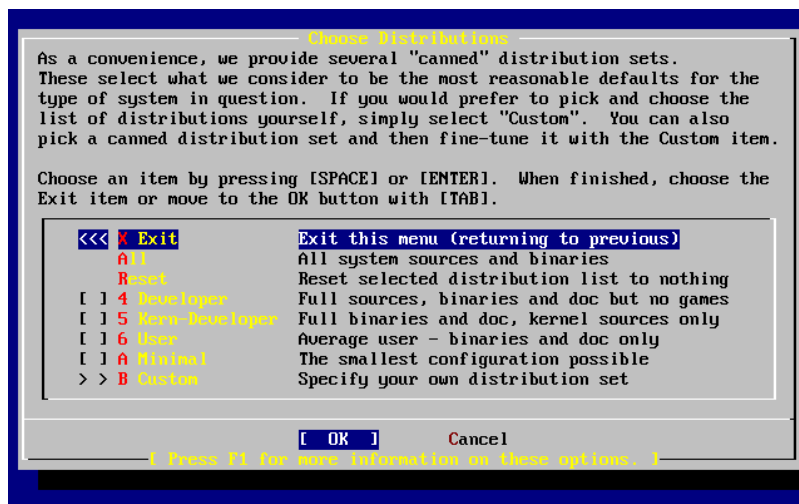 Choose Distributions
As a convenience, we provide several "canned" distribution sets.
These select what we consider to be the most reasonable defaults for the
type of system in question.  If you would prefer to pick and choose the
list of distributions yourself, simply select "Custom".  You can also
pick a canned distribution set and then fine-tune it with the Custom item.
Choose an item by pressing [SPACE] or [ENTER].  When finished, choose the
Exit item or move to the OK button with [TAB].
<<< X Exit Exit this menu (returning to previous)
All All system sources and binaries
Reset Reset selected distribution list to nothing
[ ] 4 Developer Full sources, binaries and doc but no games
[ ] 5 Kern-Developer Full binaries and doc, kernel sources only
[ ] 6 User Average user - binaries and doc only
[ ] A Minimal The smallest configuration possible
> > B Custom Specify your own distribution set
[ OK ] Cancel
[ Press F1 for more information on these options. ]